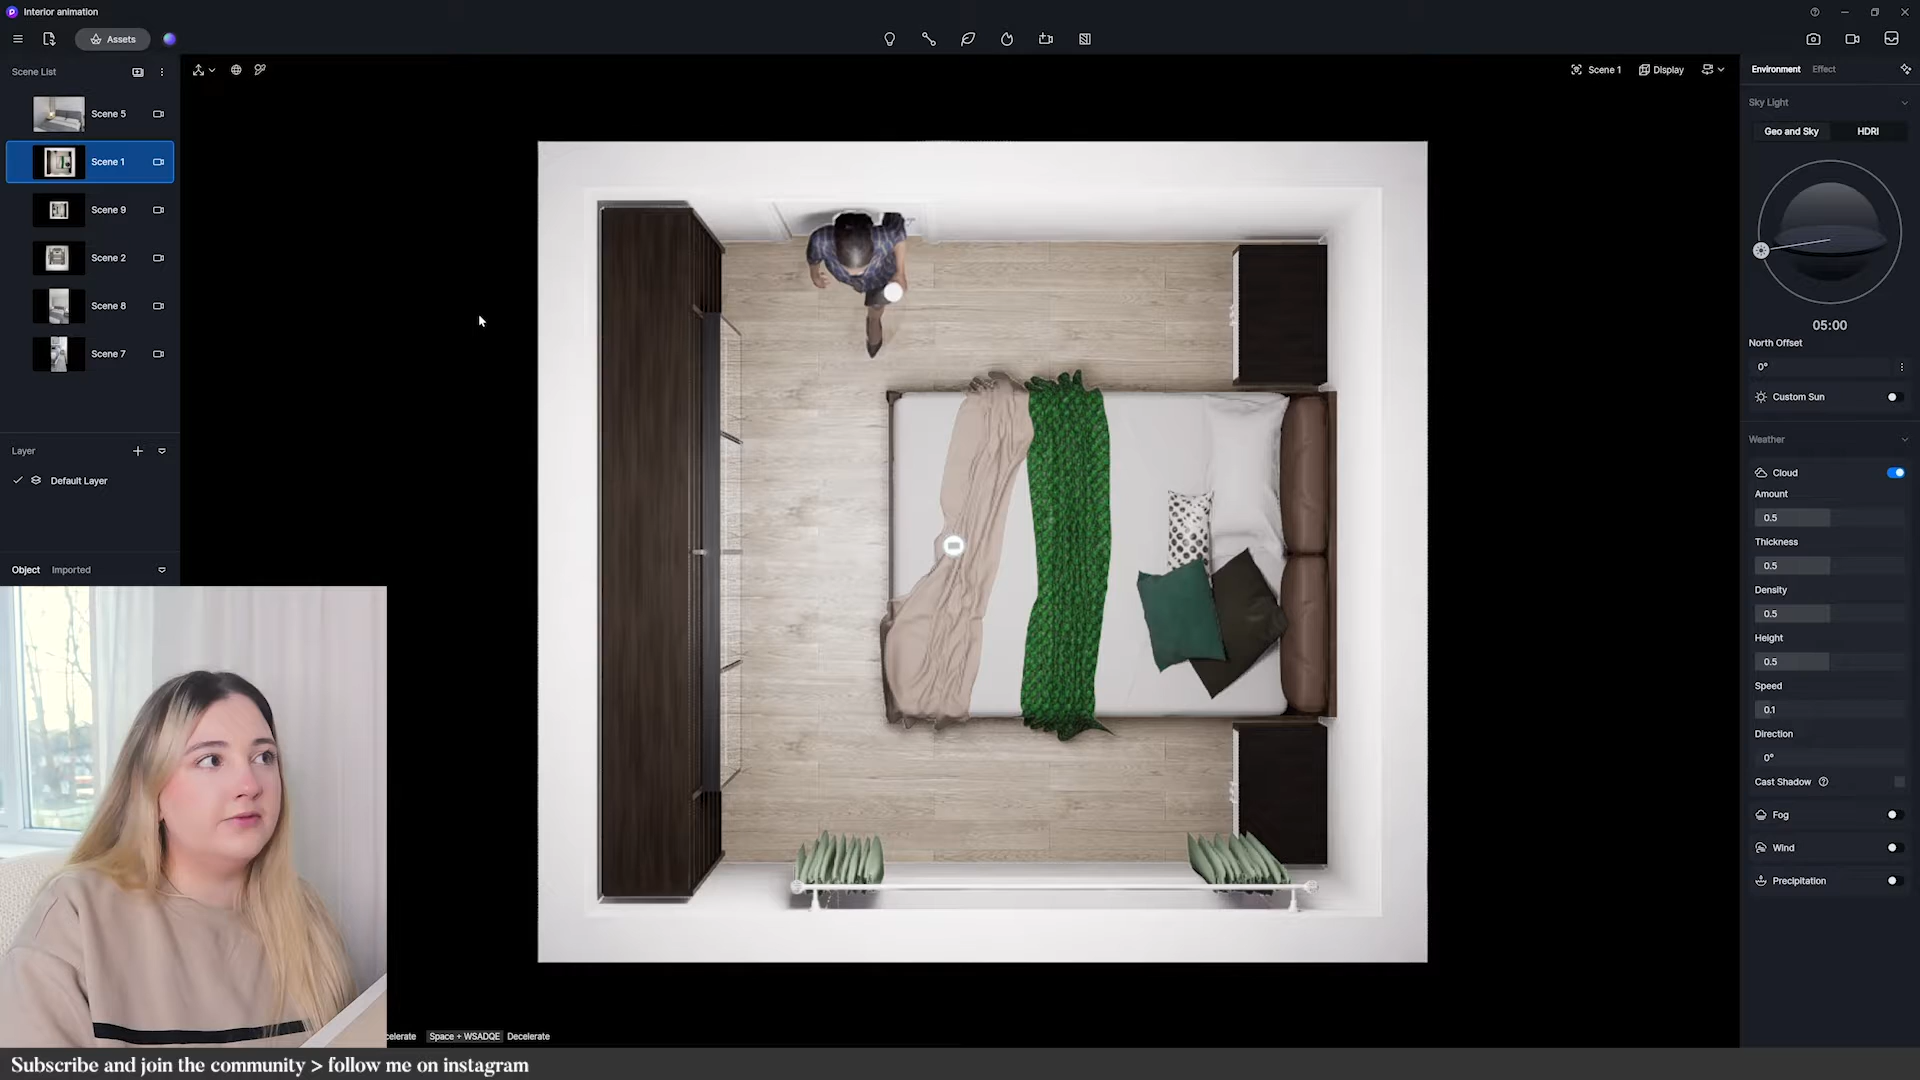 Interior animation
Assets
Scene List
Scene 5
Scene 1
Scene 9
Scene 2
Scene 8
Scene 7
Layer
Default Layer
Object Imported
Scene 1 Display
Environment Effect
Sky Light
Geo and Sky HDRI
05:00
North Offset
0°
Custom Sun
Weather
Cloud
Amount
0.5
Thickness
0.5
Density
0.5
Height
0.5
Speed
0.1
Direction
0°
Cast Shadow
Fog
Wind
Precipitation
celerate Space + WSADQE Decelerate
Subscribe and join the community > follow me on instagram